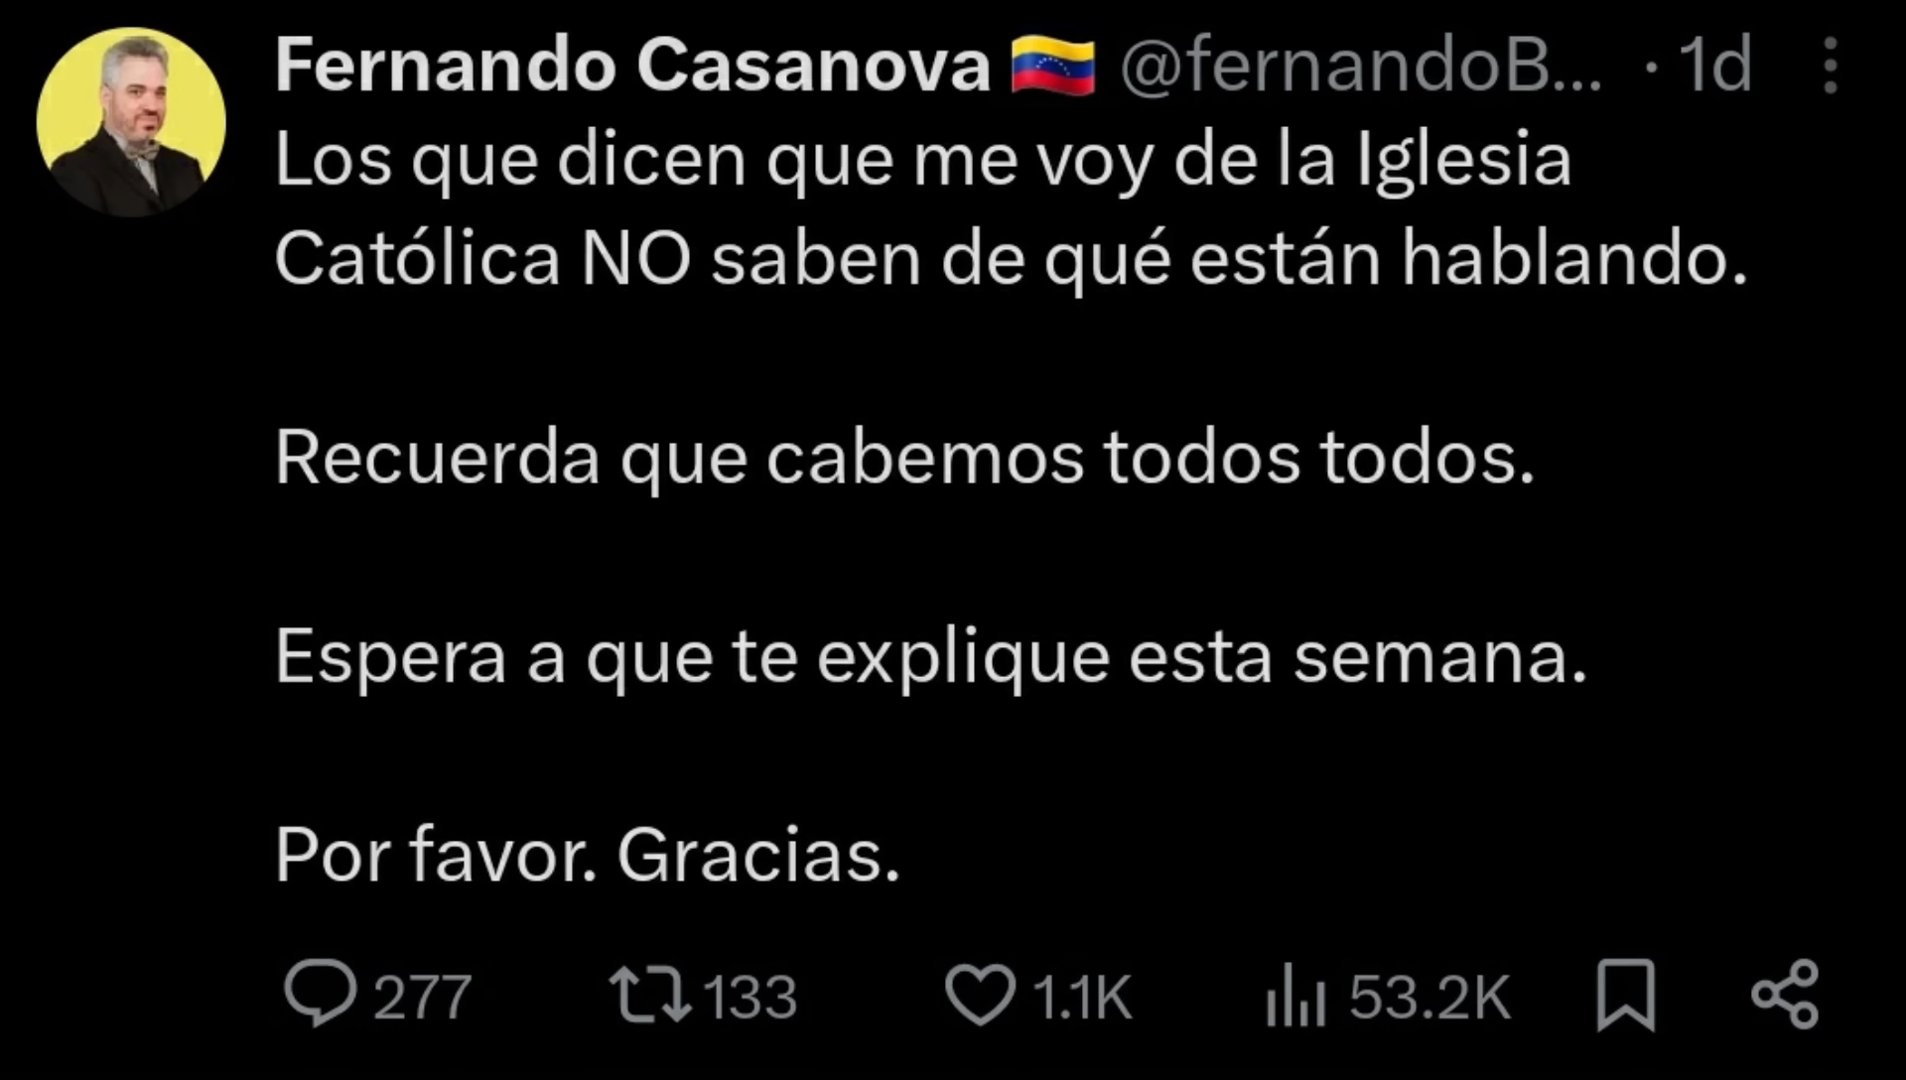 Fernando Casanova 🇻🇪 @fernandoB... · 1d
Los que dicen que me voy de la Iglesia
Católica NO saben de qué están hablando.
Recuerda que cabemos todos todos.
Espera a que te explique esta semana.
Por favor. Gracias.
277 133 1.1K 53.2K